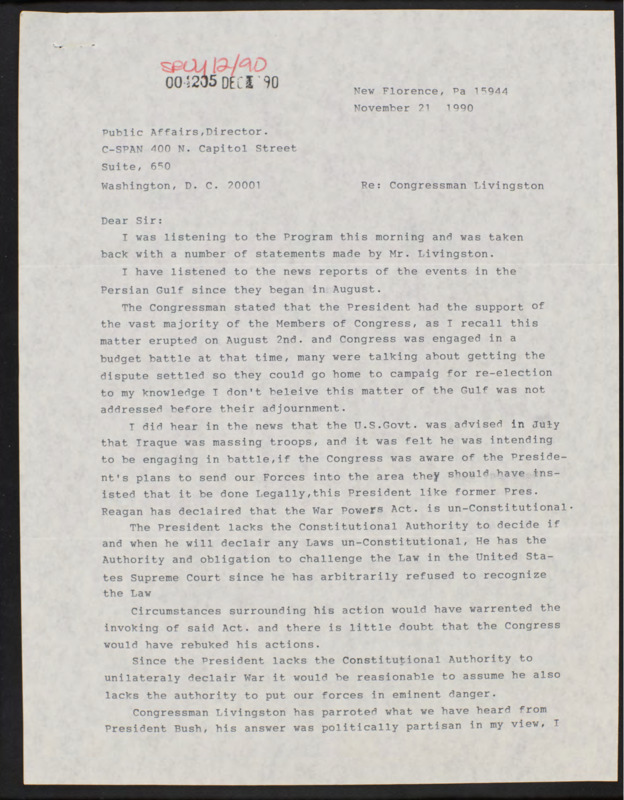 SPCY 12/90
004205 DEC 1 '90
New Florence, Pa 15944
November 21 1990
Public Affairs,Director.
C-SPAN 400 N. Capitol Street
Suite, 650
Washington, D. C. 20001 Re: Congressman Livingston
Dear Sir:
I was listening to the Program this morning and was taken
back with a number of statements made by Mr. Livingston.
I have listened to the news reports of the events in the
Persian Gulf since they began in August.
The Congressman stated that the President had the support of
the vast majority of the Members of Congress, as I recall this
matter erupted on August 2nd. and Congress was engaged in a
budget battle at that time, many were talking about getting the
dispute settled so they could go home to campaig for re-election
to my knowledge I don't beleive this matter of the Gulf was not
addressed before their adjournment.
I did hear in the news that the U.S.Govt. was advised in July
that Iraque was massing troops, and it was felt he was intending
to be engaging in battle,if the Congress was aware of the Preside-
nt's plans to send our Forces into the area they should have ins-
isted that it be done Legally,this President like former Pres.
Reagan has declaired that the War Powers Act. is un-Constitutional.
The President lacks the Constitutional Authority to decide if
and when he will declair any Laws un-Constitutional, He has the
Authority and obligation to challenge the Law in the United Sta-
tes Supreme Court since he has arbitrarily refused to recognize
the Law
Circumstances surrounding his action would have warrented the
invoking of said Act. and there is little doubt that the Congress
would have rebuked his actions.
Since the President lacks the Constitutional Authority to
unilateraly declair War it would be reasionable to assume he also
lacks the authority to put our forces in eminent danger.
Congressman Livingston has parroted what we have heard from
President Bush, his answer was politically partisan in my view, I